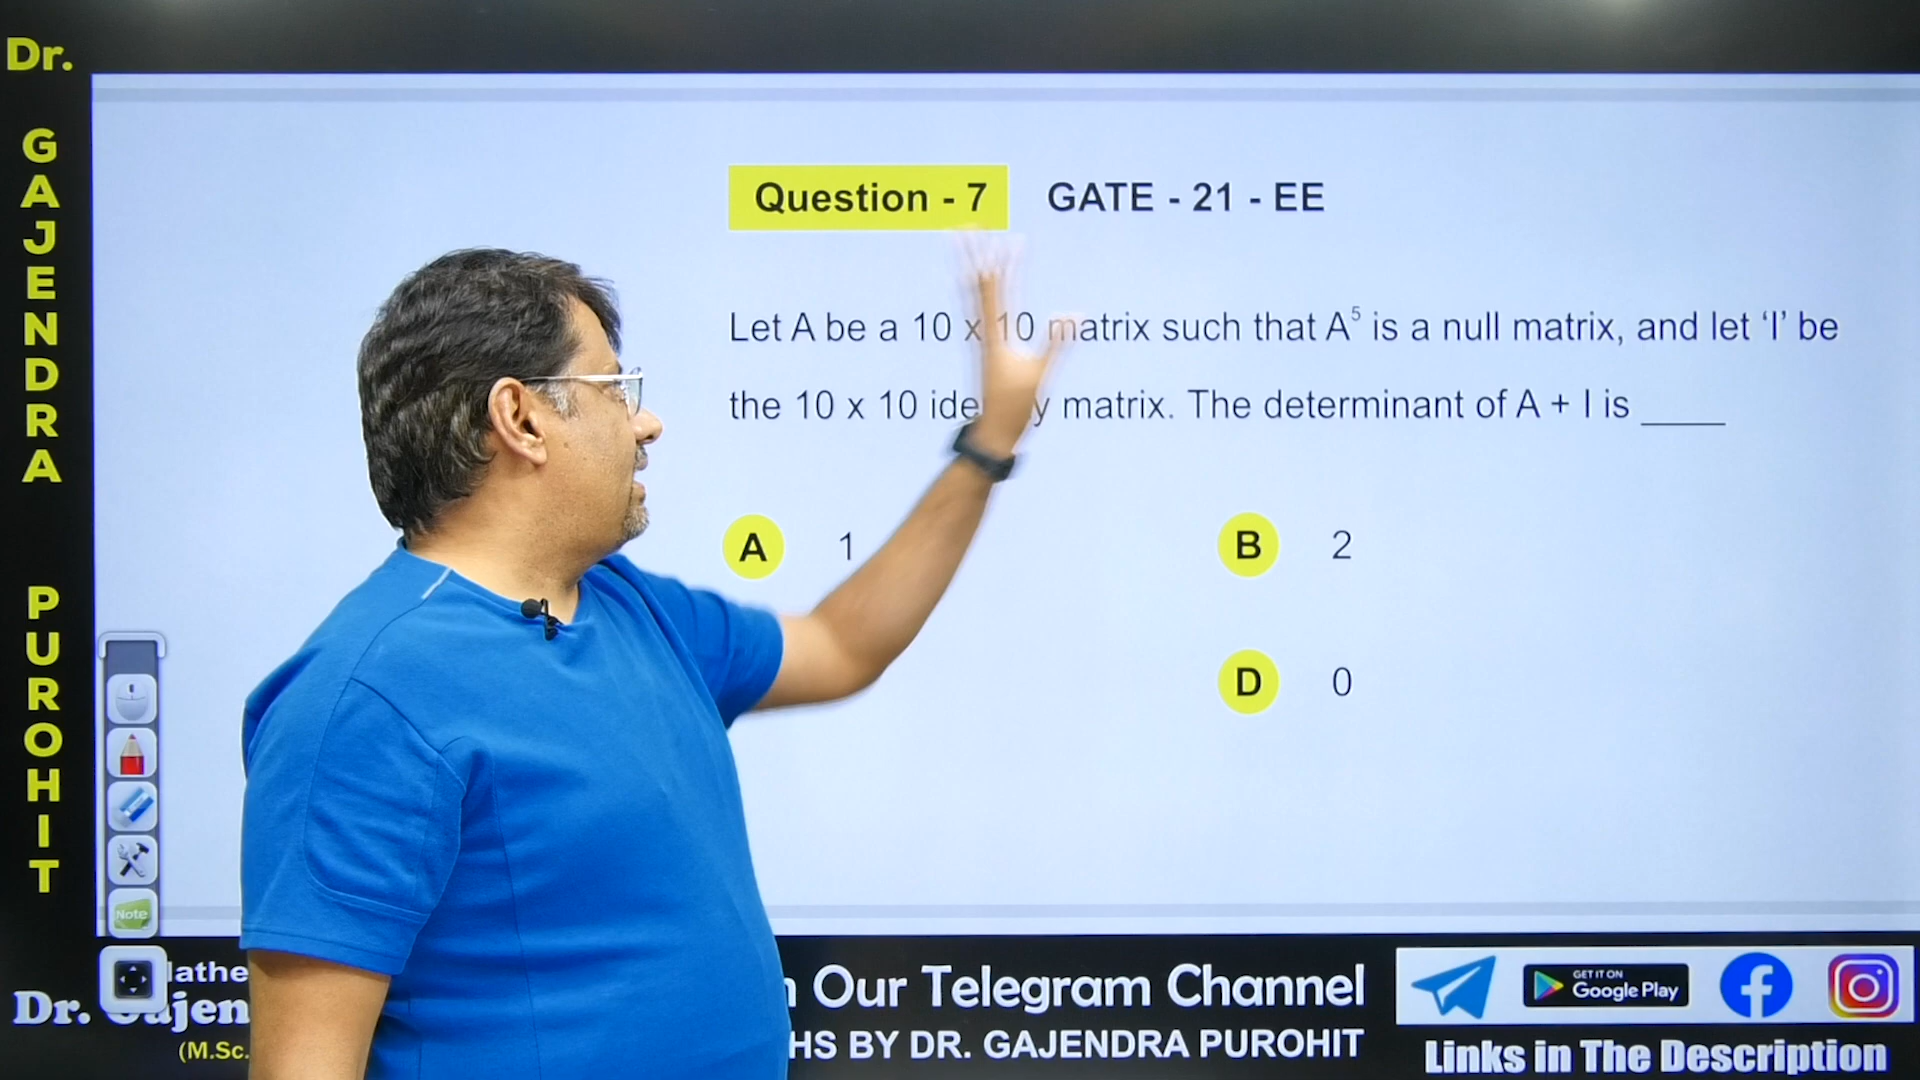 Dr.
GAJENDRA
PUROHIT
Question - 7 GATE - 21 - EE
Let A be a 10 x 10 matrix such that A⁵ is a null matrix, and let ‘I’ be
the 10 x 10 matrix. The determinant of A + I is ____
A 1 B 2
D 0
Note
Dr.
(M.Sc.
Our Telegram Channel
BY DR. GAJENDRA PUROHIT
GET IT ON
Google Play
Links in The Description